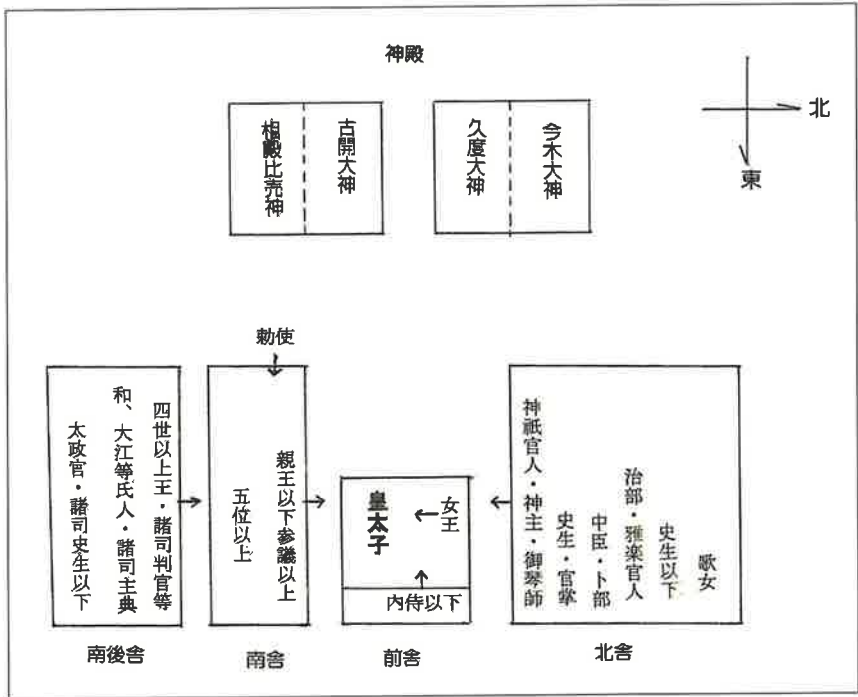 神殿
北
東
今木大神
久度大神
古開大神
相殿比売神
勅使
歌女
史生以下
治部・雅楽官人
中臣・卜部
史生・官掌
神祇官人・神主・御琴師
女王
皇太子
内侍以下
親王以下参議以上
五位以上
四世以上王・諸司判官等
和、大江等氏人・諸司主典
太政官・諸司史生以下
南後舎
南舎
前舎
北舎